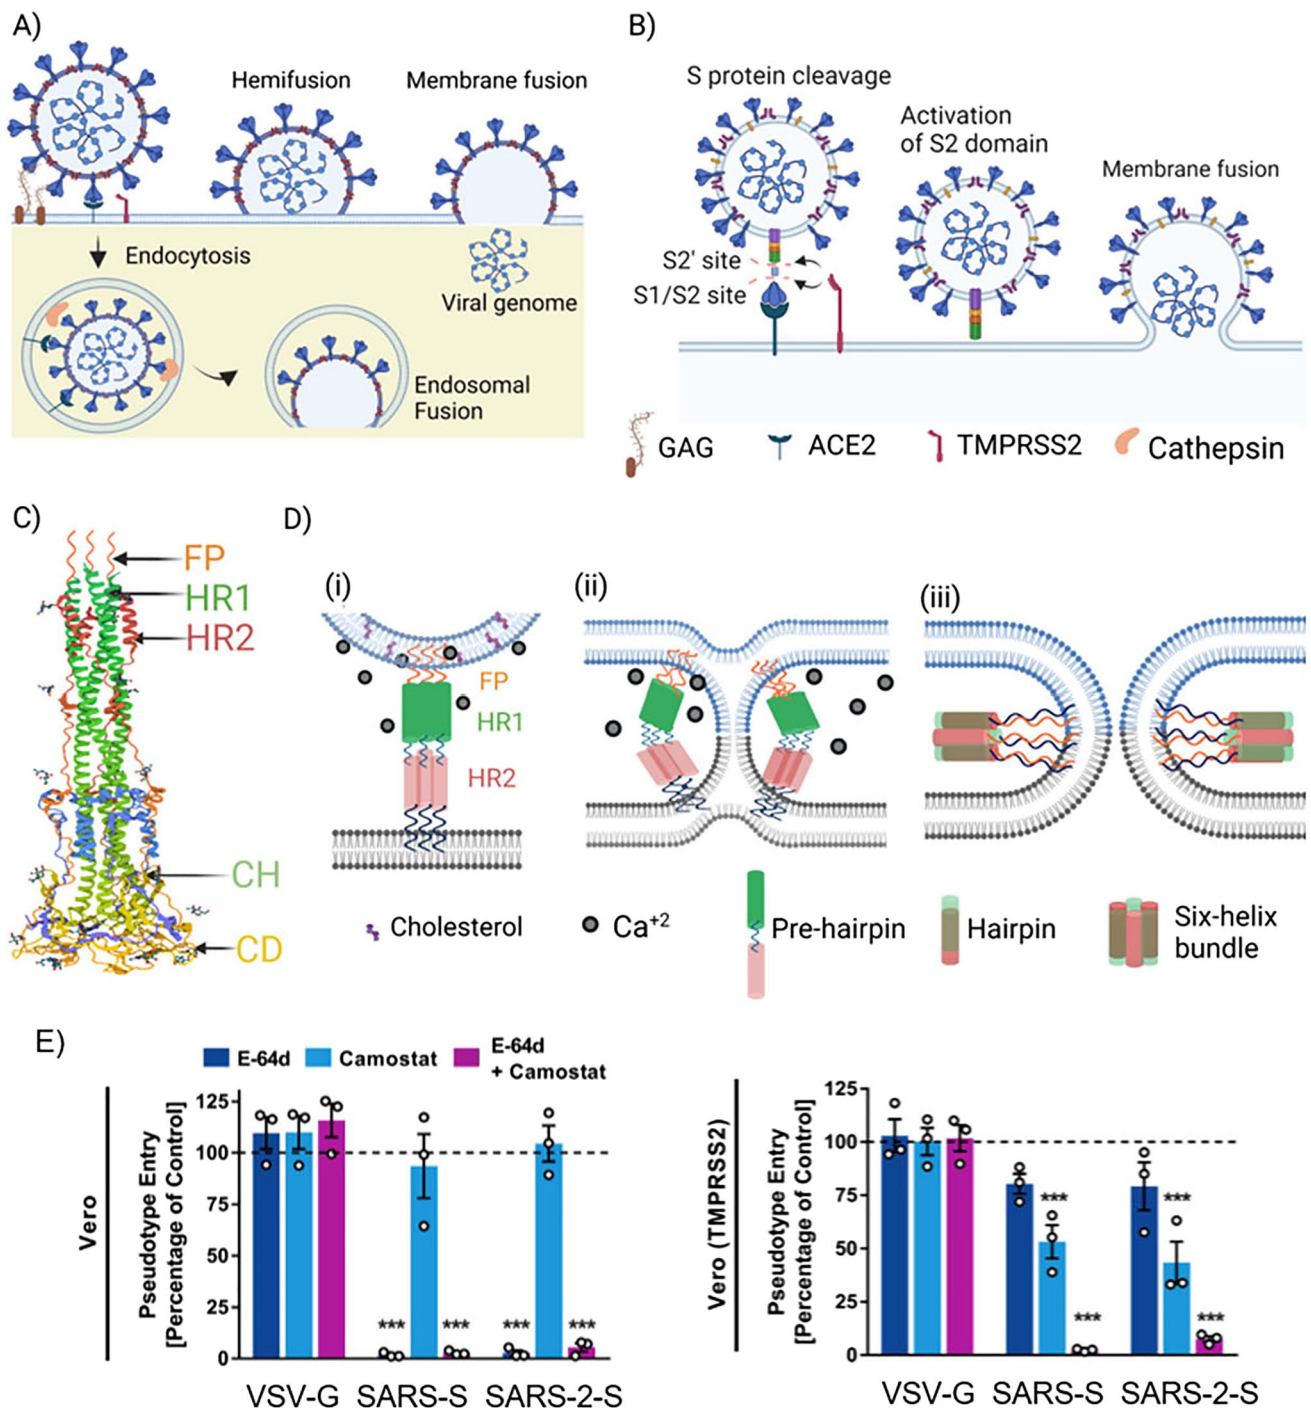 A)
Hemifusion
Membrane fusion
Endocytosis
Viral genome
Endosomal
Fusion
B)
S protein cleavage
Activation
of S2 domain
Membrane fusion
S2' site
S1/S2 site
GAG
ACE2
TMPRSS2
Cathepsin
C)
FP
HR1
HR2
CH
CD
D)
(i)
(ii)
(iii)
FP
HR1
HR2
Cholesterol
Ca+2
Pre-hairpin
Hairpin
Six-helix
bundle
E)
E-64d
Camostat
E-64d
+ Camostat
Vero
Pseudotype Entry
[Percentage of Control]
125
100
75
50
25
0
***
***
***
***
VSV-G
SARS-S
SARS-2-S
Vero (TMPRSS2)
Pseudotype Entry
[Percentage of Control]
125
100
75
50
25
0
***
***
***
***
VSV-G
SARS-S
SARS-2-S